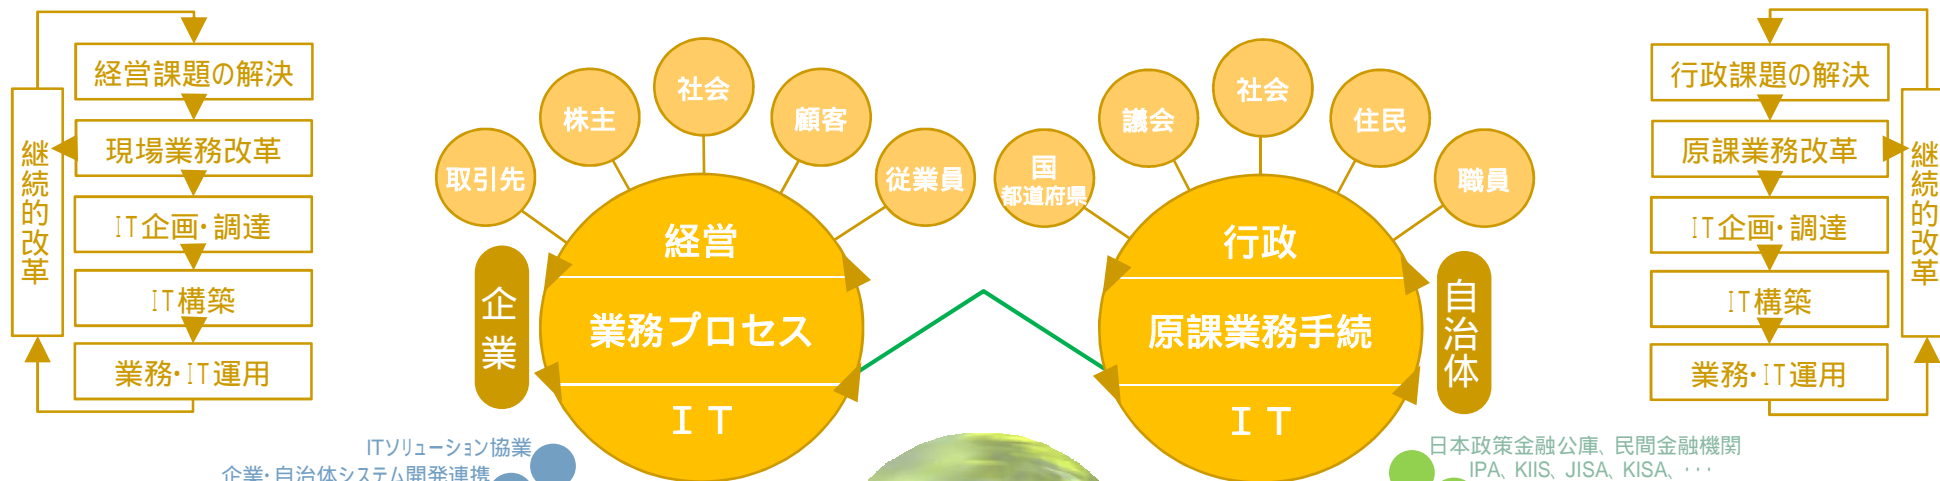 経営課題の解決
現場業務改革
IT企画・調達
IT構築
業務・IT運用
継続的改革
取引先
株主
社会
顧客
従業員
経営
業務プロセス
IT
企業
国
都道府県
議会
社会
住民
職員
行政
原課業務手続
IT
自治体
行政課題の解決
原課業務改革
IT企画・調達
IT構築
業務・IT運用
継続的改革
ITソリューション協業
企業・自治体システム開発連携
日本政策金融公庫、民間金融機関
IPA、KIIS、JISA、KISA、・・・